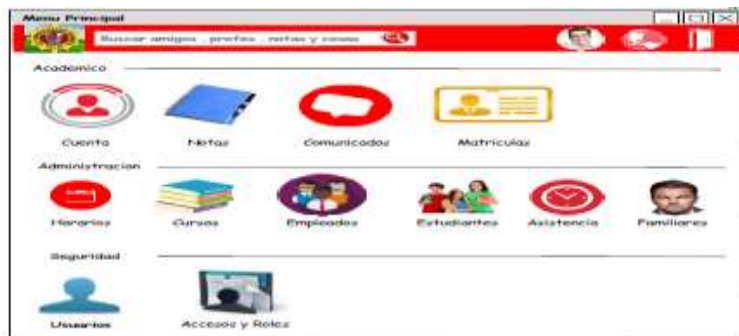 Menu Principal
Buscar amigos , profes , notas y cosas
Academico
Cuenta Notas Comunicados Matriculas
Administracion
Horarios Cursos Empleados Estudiantes Asistencia Familiares
Seguridad
Usuarios Accesos y Roles